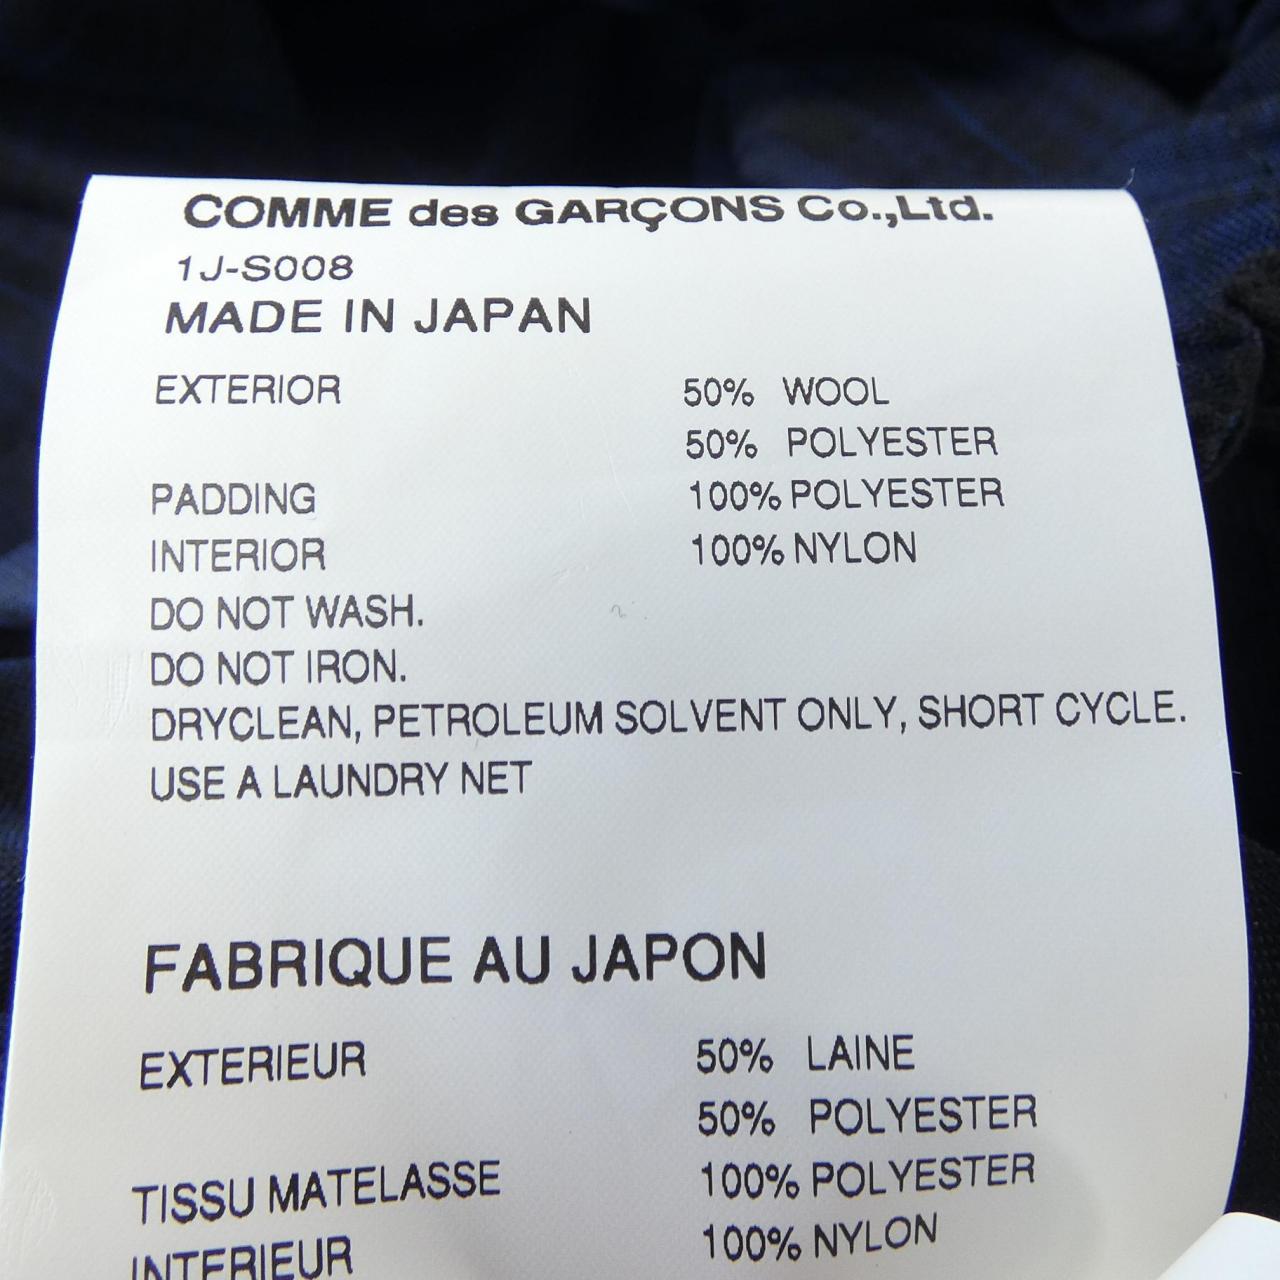 COMME des GARÇONS Co.,Ltd.
1J-S008
MADE IN JAPAN
EXTERIOR 50% WOOL
50% POLYESTER
PADDING 100% POLYESTER
INTERIOR 100% NYLON
DO NOT WASH.
DO NOT IRON.
DRYCLEAN, PETROLEUM SOLVENT ONLY, SHORT CYCLE.
USE A LAUNDRY NET
FABRIQUE AU JAPON
EXTERIEUR 50% LAINE
50% POLYESTER
TISSU MATELASSE 100% POLYESTER
INTERIEUR 100% NYLON